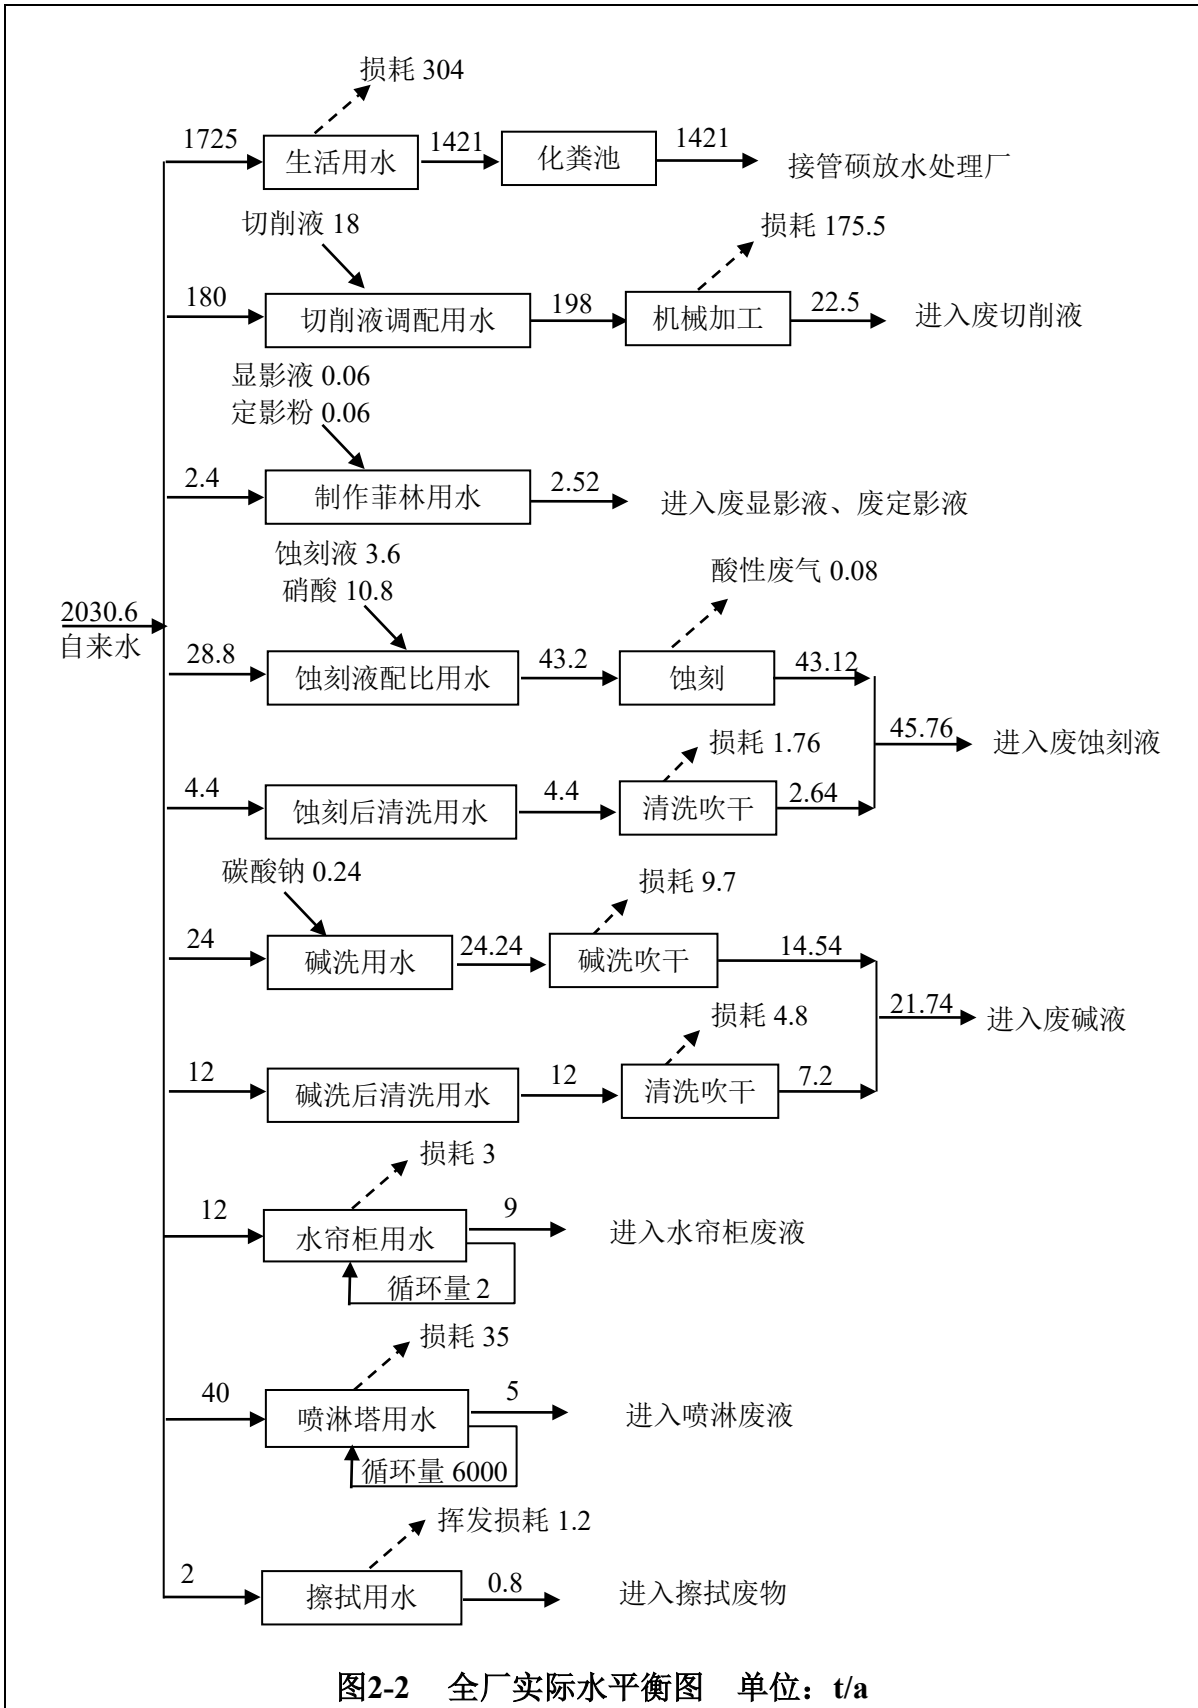 损耗 304
1725
生活用水
1421
化粪池
1421
接管硕放水处理厂
切削液 18
损耗 175.5
180
切削液调配用水
198
机械加工
22.5
进入废切削液
显影液 0.06
定影粉 0.06
2.4
制作菲林用水
2.52
进入废显影液、废定影液
蚀刻液 3.6
硝酸 10.8
酸性废气 0.08
2030.6
自来水
28.8
蚀刻液配比用水
43.2
蚀刻
43.12
45.76
进入废蚀刻液
损耗 1.76
4.4
蚀刻后清洗用水
4.4
清洗吹干
2.64
碳酸钠 0.24
损耗 9.7
24
碱洗用水
24.24
碱洗吹干
14.54
21.74
进入废碱液
损耗 4.8
12
碱洗后清洗用水
12
清洗吹干
7.2
损耗 3
12
水帘柜用水
9
进入水帘柜废液
循环量 2
损耗 35
40
喷淋塔用水
5
进入喷淋废液
循环量 6000
挥发损耗 1.2
2
擦拭用水
0.8
进入擦拭废物
图2-2 全厂实际水平衡图 单位：t/a